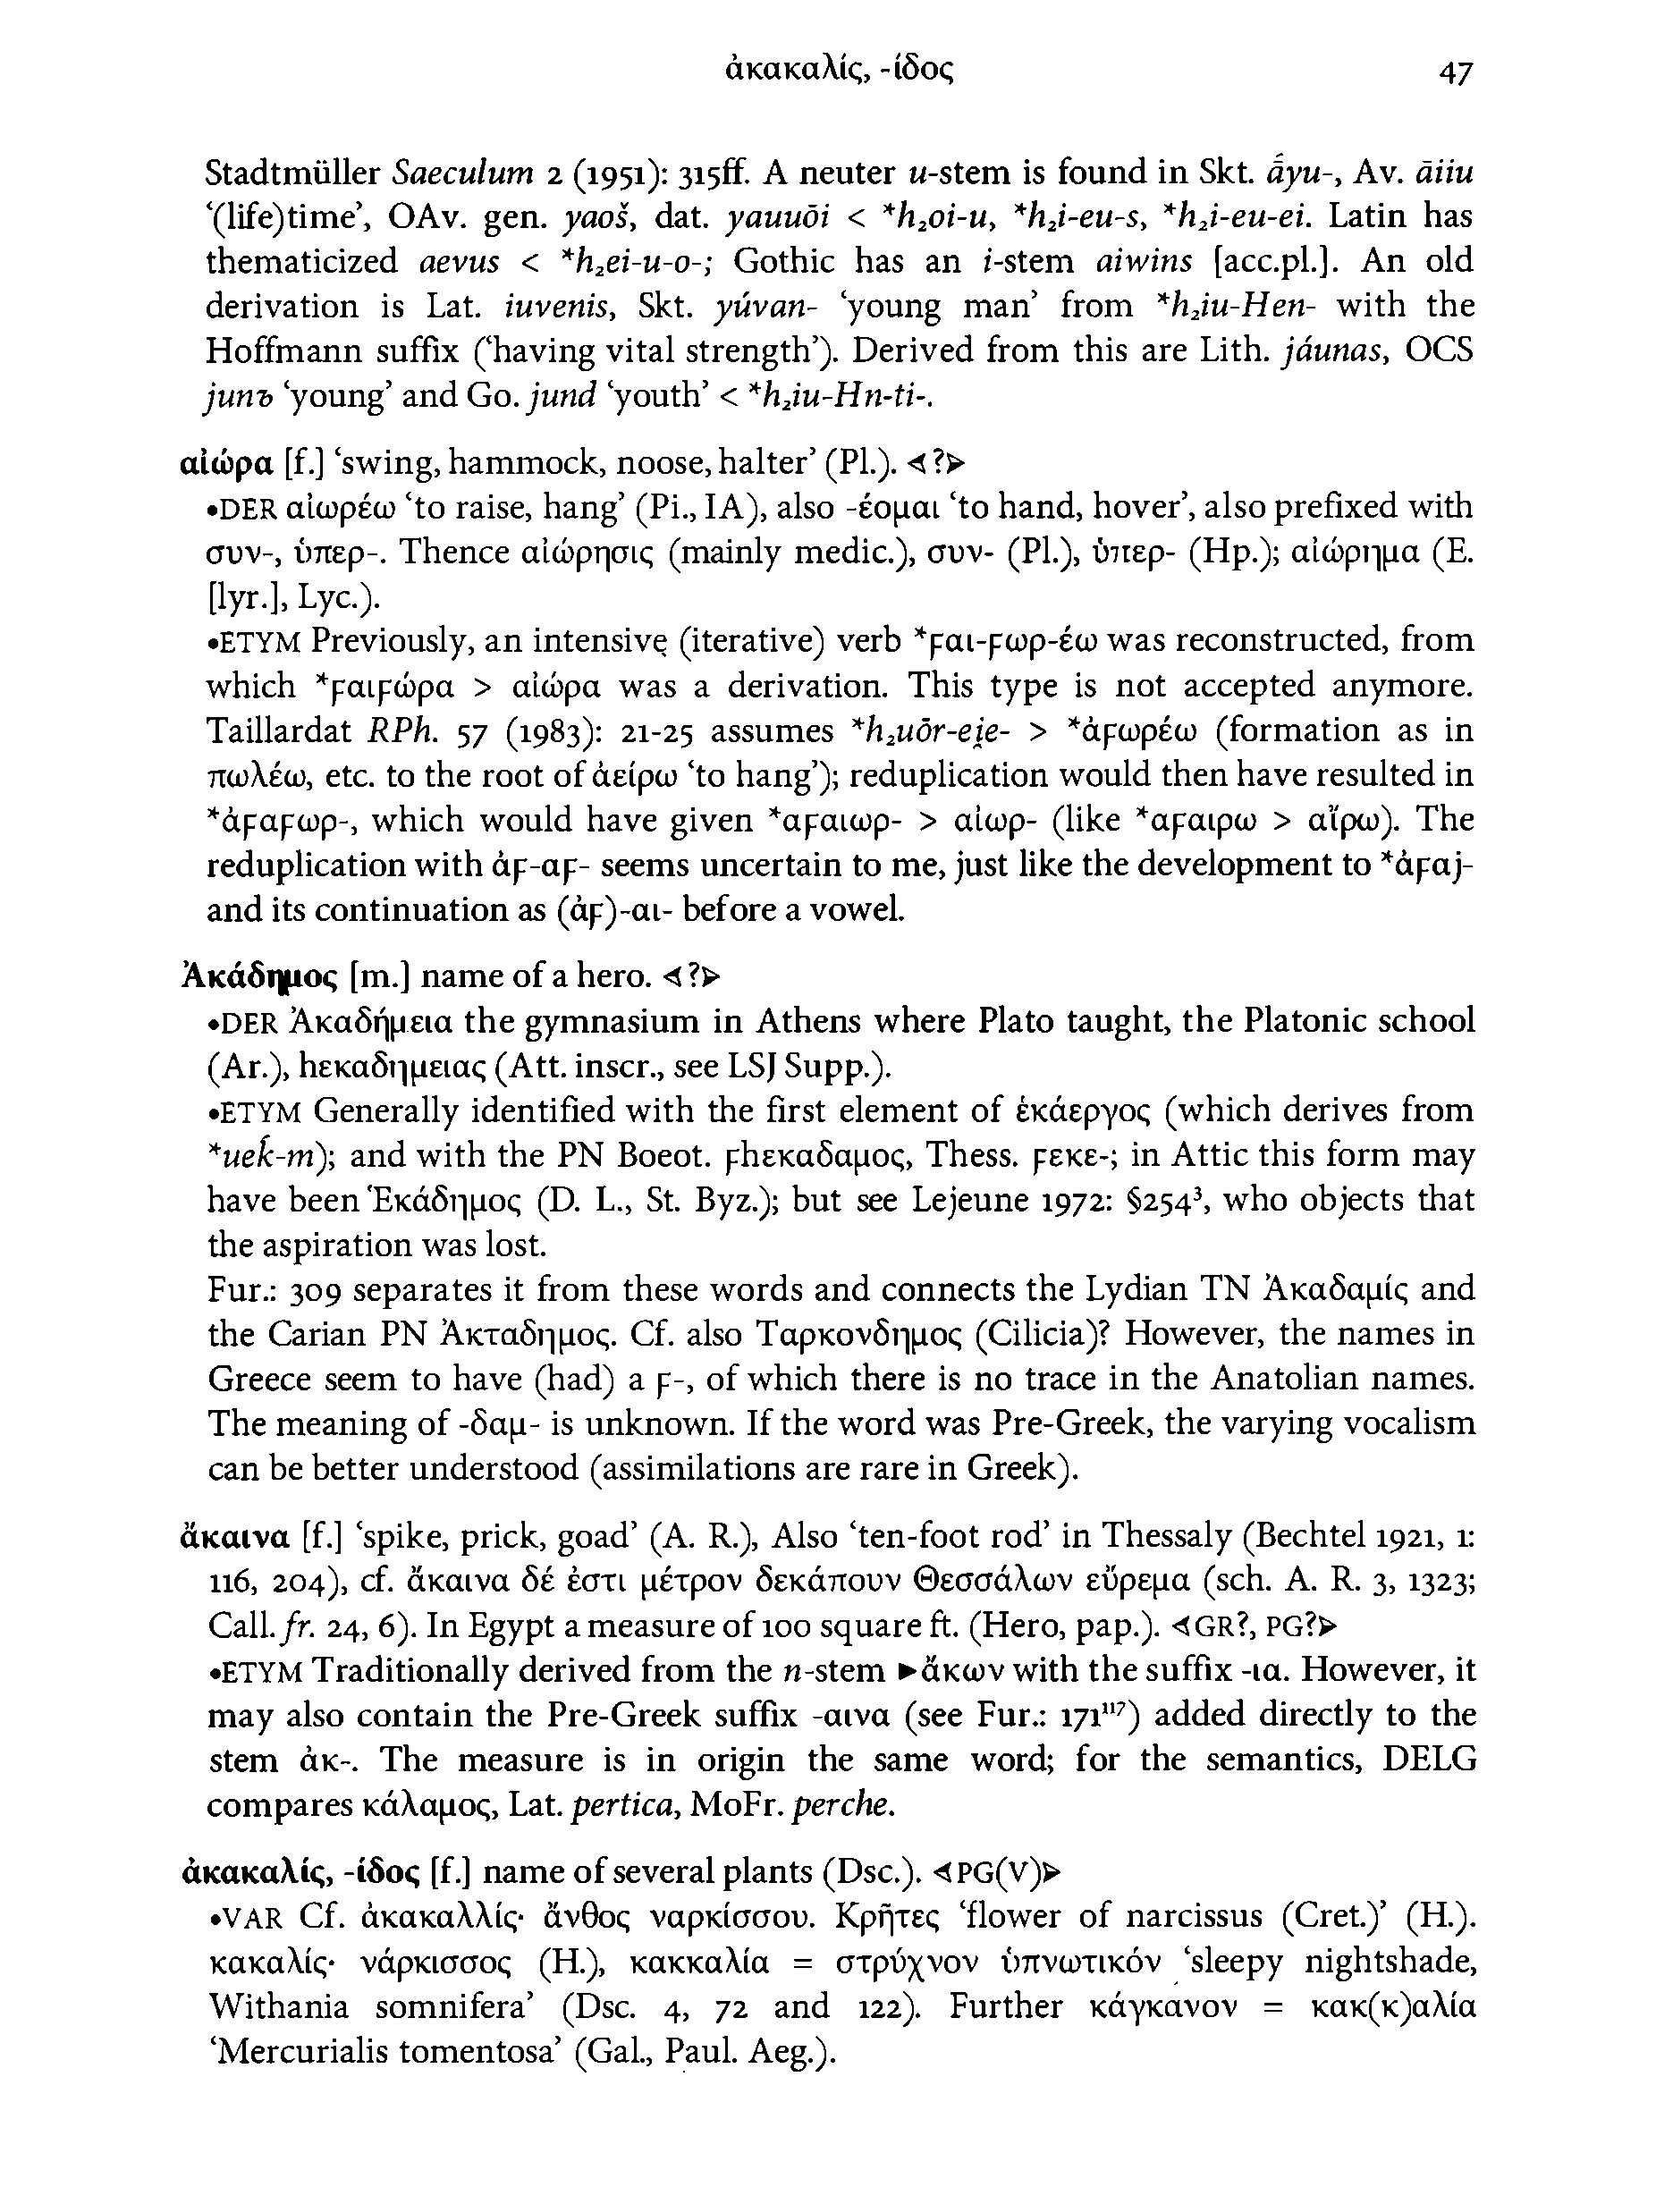 ἀκακαλίς, -ίδος 47
Stadtmüller Saeculum 2 (1951): 315ff. A neuter u-stem is found in Skt. ā́yu-, Av. āiiu
‘(life)time’, OAv. gen. yaoš, dat. yauuōi < *h₂oi-u, *h₂i-eu-s, *h₂i-eu-ei. Latin has
thematicized aevus < *h₂ei-u-o-; Gothic has an i-stem aiwins [acc.pl.]. An old
derivation is Lat. iuvenis, Skt. yúvan- ‘young man’ from *h₂iu-Hen- with the
Hoffmann suffix (‘having vital strength’). Derived from this are Lith. jáunas, OCS
junъ ‘young’ and Go. jund ‘youth’ < *h₂iu-Hn-ti-.
αἰώρα [f.] ‘swing, hammock, noose, halter’ (Pl.). ◁?▷
•DER αἰωρέω ‘to raise, hang’ (Pi., IA), also -έομαι ‘to hand, hover’, also prefixed with
συν-, ὑπερ-. Thence αἰώρησις (mainly medic.), συν- (Pl.), ὑπερ- (Hp.); αἰώρημα (E.
[lyr.], Lyc.).
•ETYM Previously, an intensive (iterative) verb *ϝαι-ϝωρ-έω was reconstructed, from
which *ϝαιϝώρα > αἰώρα was a derivation. This type is not accepted anymore.
Taillardat RPh. 57 (1983): 21-25 assumes *h₂uōr-ei̯e- > *ἀϝωρέω (formation as in
πωλέω, etc. to the root of ἀείρω ‘to hang’); reduplication would then have resulted in
*ἀϝαϝωρ-, which would have given *αϝαιωρ- > αἰωρ- (like *αϝαιρω > αἴρω). The
reduplication with ἀϝ-αϝ- seems uncertain to me, just like the development to *ἀϝαj-
and its continuation as (ἀϝ)-αι- before a vowel.
Ἀκάδημος [m.] name of a hero. ◁?▷
•DER Ἀκαδήμεια the gymnasium in Athens where Plato taught, the Platonic school
(Ar.), hεκαδημειας (Att. inscr., see LSJ Supp.).
•ETYM Generally identified with the first element of ἑκάεργος (which derives from
*ueḱ-m); and with the PN Boeot. ϝhεκαδαμος, Thess. ϝεκε-; in Attic this form may
have been Ἑκάδημος (D. L., St. Byz.); but see Lejeune 1972: §254³, who objects that
the aspiration was lost.
Fur.: 309 separates it from these words and connects the Lydian TN Ἀκαδαμίς and
the Carian PN Ἀκταδημος. Cf. also Ταρκονδημος (Cilicia)? However, the names in
Greece seem to have (had) a ϝ-, of which there is no trace in the Anatolian names.
The meaning of -δαμ- is unknown. If the word was Pre-Greek, the varying vocalism
can be better understood (assimilations are rare in Greek).
ἄκαινα [f.] ‘spike, prick, goad’ (A. R.), Also ‘ten-foot rod’ in Thessaly (Bechtel 1921, 1:
116, 204), cf. ἄκαινα δέ ἐστι μέτρον δεκάπουν Θεσσάλων εὕρεμα (sch. A. R. 3, 1323;
Call. fr. 24, 6). In Egypt a measure of 100 square ft. (Hero, pap.). ◁GR?, PG?▷
•ETYM Traditionally derived from the n-stem ▶ἄκων with the suffix -ια. However, it
may also contain the Pre-Greek suffix -αινα (see Fur.: 171¹¹⁷) added directly to the
stem ἀκ-. The measure is in origin the same word; for the semantics, DELG
compares κάλαμος, Lat. pertica, MoFr. perche.
ἀκακαλίς, -ίδος [f.] name of several plants (Dsc.). ◁PG(V)▷
•VAR Cf. ἀκακαλλίς· ἄνθος ναρκίσσου. Κρῆτες ‘flower of narcissus (Cret.)’ (H.).
κακαλίς· νάρκισσος (H.), κακκαλία = στρύχνον ὑπνωτικόν ‘sleepy nightshade,
Withania somnifera’ (Dsc. 4, 72 and 122). Further κάγκανον = κακ(κ)αλία
‘Mercurialis tomentosa’ (Gal., Paul. Aeg.).